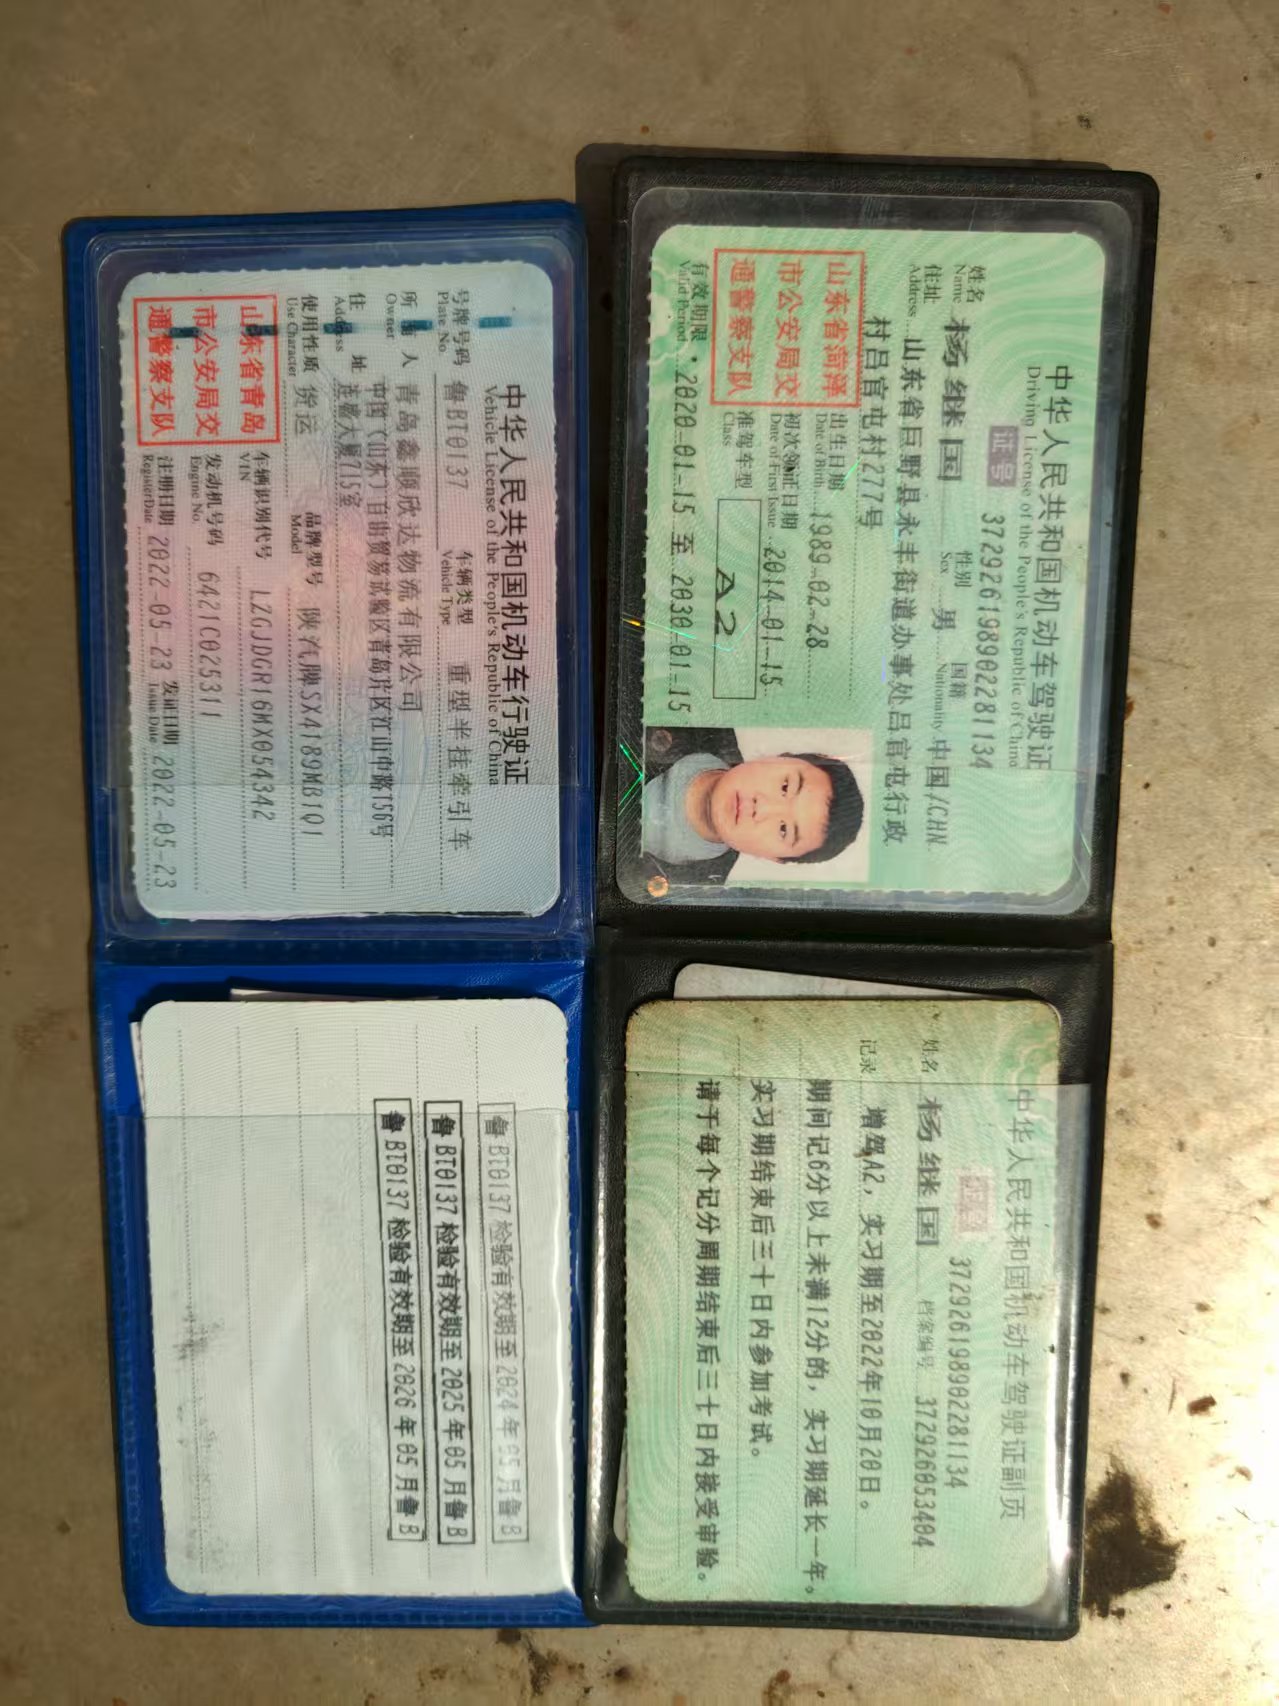 中华人民共和国机动车驾驶证
Driving License of the People's Republic of China
证号 372926198902281134
姓名 杨继国 性别 男 国籍 中国/CHN
Name Sex Nationality
住址 山东省巨野县永丰街道办事处吕官屯行政
Address
村吕官屯村277号
山东省菏泽
市公安局交
通警察支队
出生日期 1989-02-28
Date of Birth
初次领证日期 2014-01-15
Date of First Issue
准驾车型 A2
Class
有效期限 2020-01-15 至 2030-01-15
Valid Period
中华人民共和国机动车驾驶证副页
证号 372926198902281134
姓名 杨继国 档案编号 372926053404
记录 增驾A2，实习期至2022年10月20日。
期间记6分以上未满12分的，实习期延长一年。
实习期结束后三十日内参加考试。
请于每个记分周期结束后三十日内接受审验。
中华人民共和国机动车行驶证
Vehicle License of the People's Republic of China
号牌号码 鲁BT0137 车辆类型 重型半挂牵引车
Plate No. Vehicle Type
所有人 青岛鑫顺欣达物流有限公司
Owner
住址 中国(山东)自由贸易试验区青岛片区江山中路156号
Address
连盛大厦715室
使用性质 货运 品牌型号 陕汽牌SX4189MB1Q1
Use Character Model
山东省青岛
市公安局交
通警察支队
车辆识别代号 LZGJDGR16MX054342
VIN
发动机号码 6421C025311
Engine No.
注册日期 2022-05-23 发证日期 2022-05-23
Register Date Issue Date
鲁BT0137 检验有效期至2024年05月鲁B
鲁BT0137 检验有效期至2025年05月鲁B
鲁BT0137 检验有效期至2026年05月鲁B